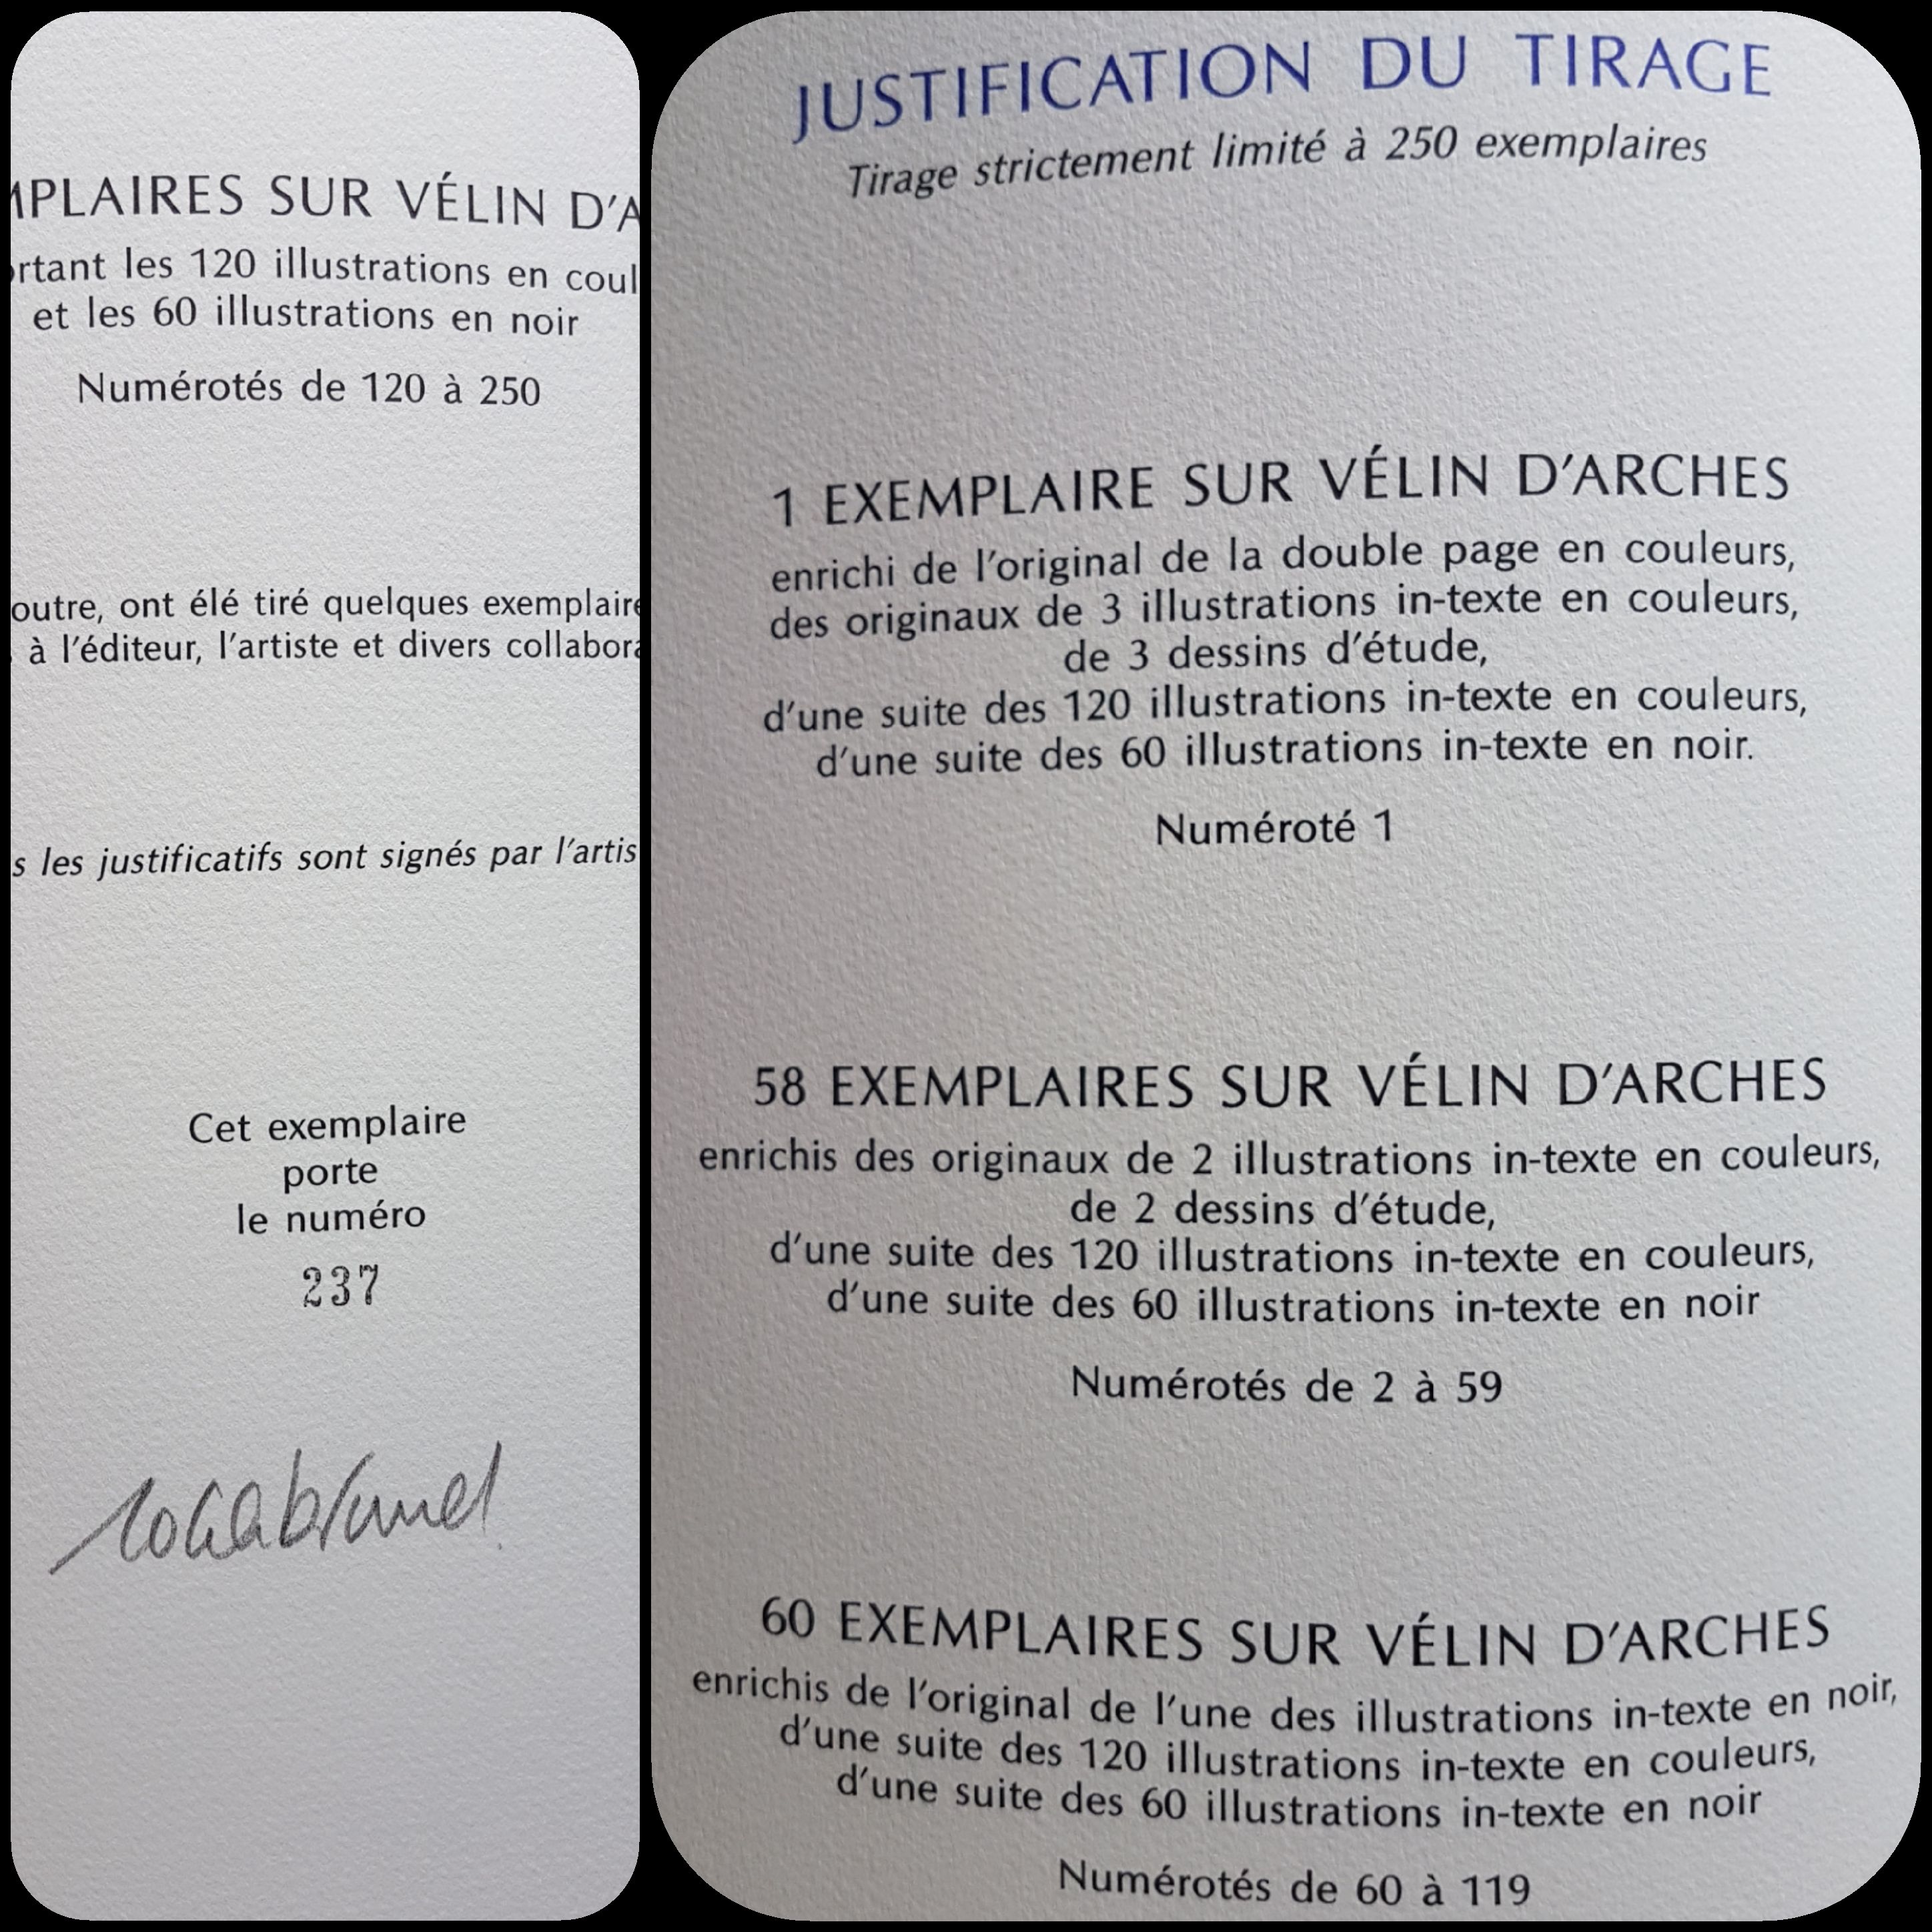 MPLAIRES SUR VÉLIN D'A
rtant les 120 illustrations en coul
et les 60 illustrations en noir
Numérotés de 120 à 250
outre, ont élé tiré quelques exemplaire
à l'éditeur, l'artiste et divers collabora
s les justificatifs sont signés par l'artis
Cet exemplaire
porte
le numéro
237
JUSTIFICATION DU TIRAGE
Tirage strictement limité à 250 exemplaires
1 EXEMPLAIRE SUR VÉLIN D'ARCHES
enrichi de l'original de la double page en couleurs,
des originaux de 3 illustrations in-texte en couleurs,
de 3 dessins d'étude,
d'une suite des 120 illustrations in-texte en couleurs,
d'une suite des 60 illustrations in-texte en noir.
Numéroté 1
58 EXEMPLAIRES SUR VÉLIN D'ARCHES
enrichis des originaux de 2 illustrations in-texte en couleurs,
de 2 dessins d'étude,
d'une suite des 120 illustrations in-texte en couleurs,
d'une suite des 60 illustrations in-texte en noir
Numérotés de 2 à 59
60 EXEMPLAIRES SUR VÉLIN D'ARCHES
enrichis de l'original de l'une des illustrations in-texte en noir,
d'une suite des 120 illustrations in-texte en couleurs,
d'une suite des 60 illustrations in-texte en noir
Numérotés de 60 à 119